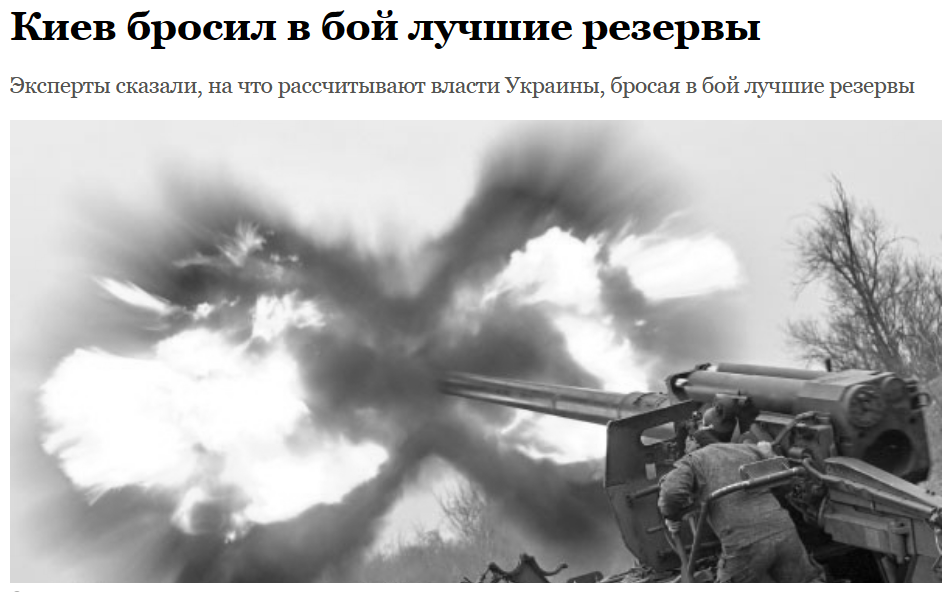 Киев бросил в бой лучшие резервы
Эксперты сказали, на что рассчитывают власти Украины, бросая в бой лучшие резервы